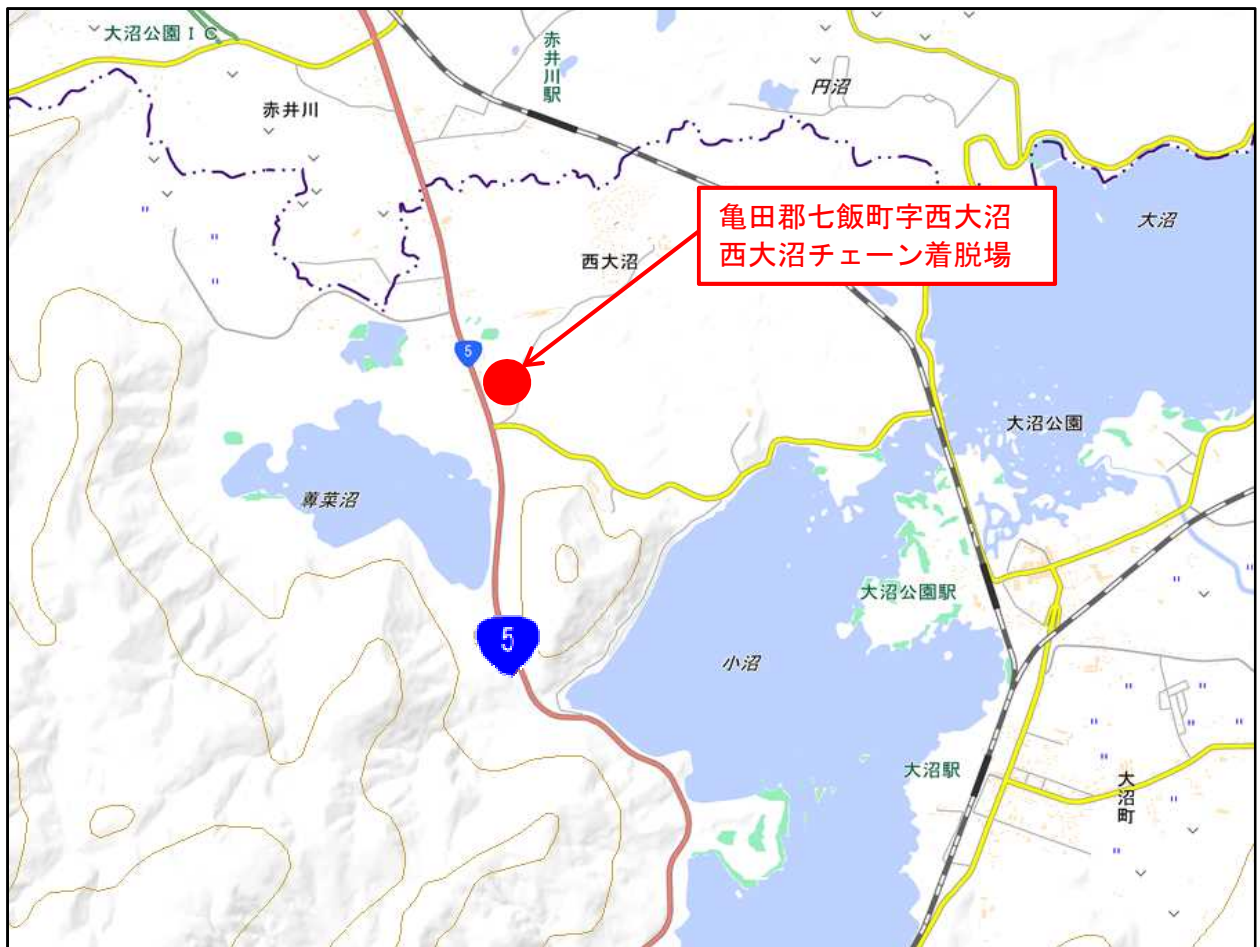 大沼公園IC
赤井川駅
赤井川
円沼
亀田郡七飯町字西大沼
西大沼チェーン着脱場
大沼
西大沼
5
大沼公園
蓴菜沼
大沼公園駅
5
小沼
大沼駅
大沼町